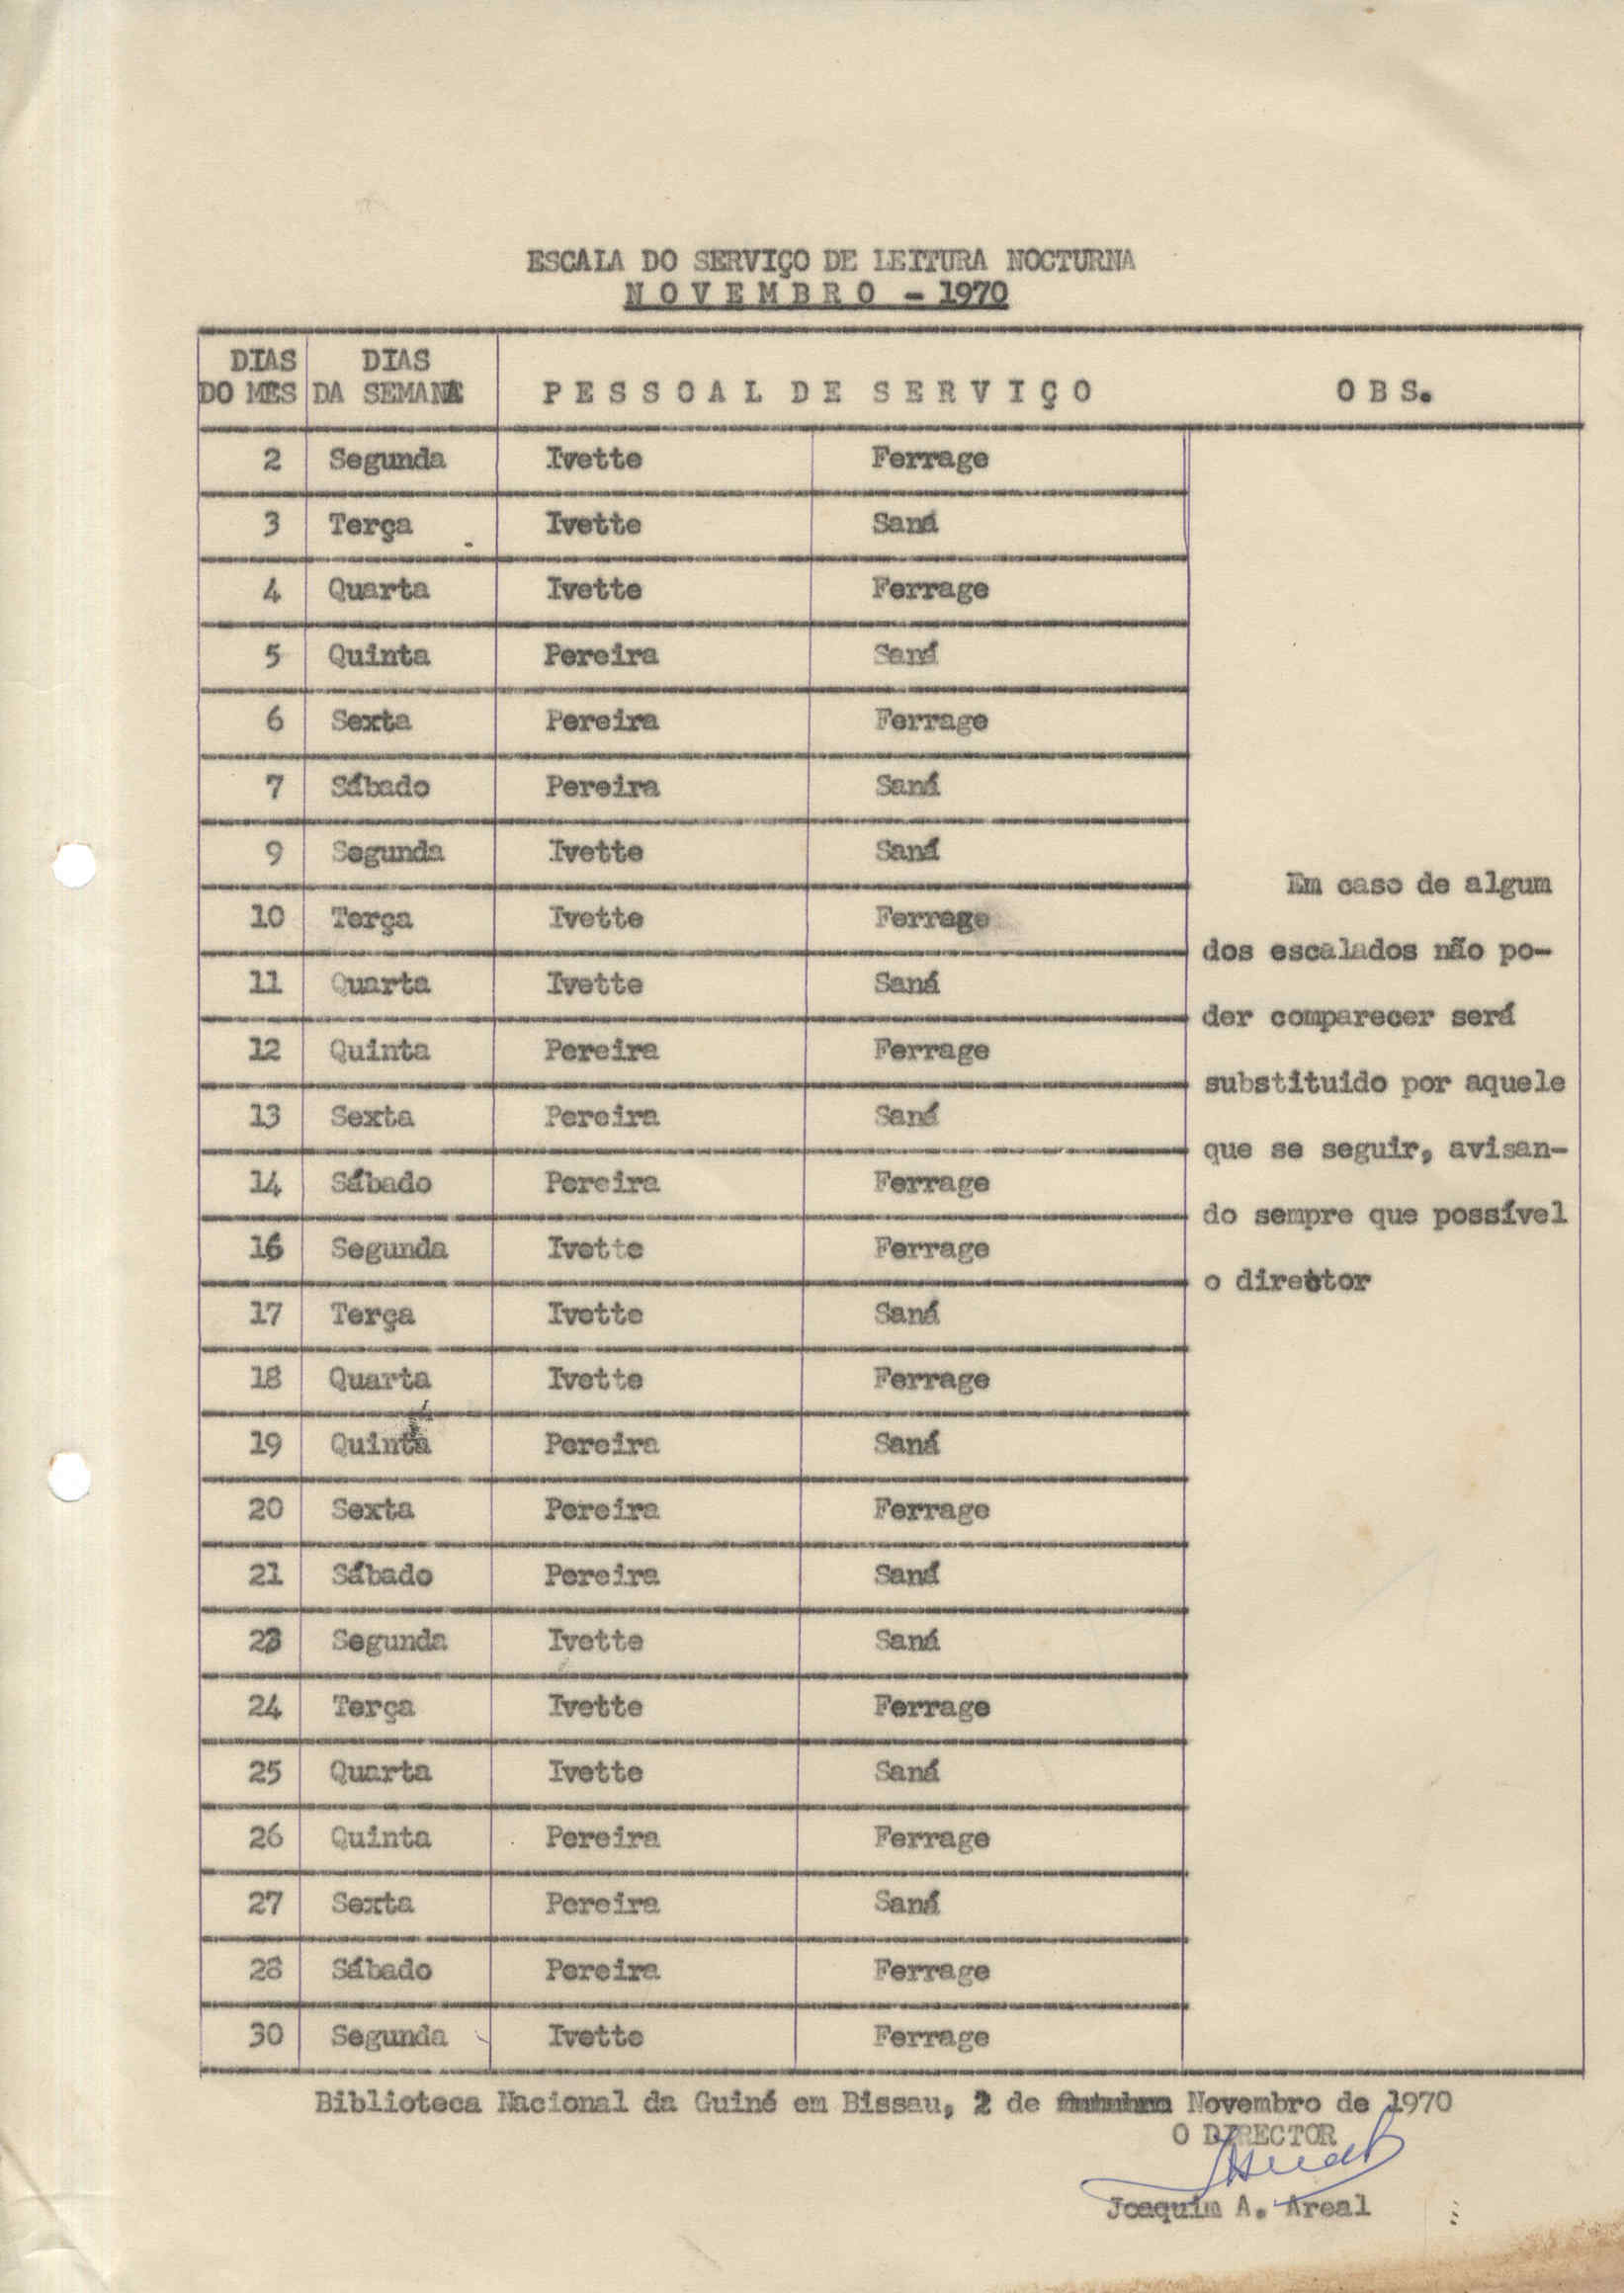 ESCALA DO SERVIÇO DE LEITURA NOCTURNA
N O V E M B R O - 1970
DIAS DO MES DIAS DA SEMANA P E S S O A L D E S E R V I Ç O O B S.
2 Segunda Ivette Ferrage
3 Terça Ivette Saná
4 Quarta Ivette Ferrage
5 Quinta Pereira Saná
6 Sexta Pereira Ferrage
7 Sábado Pereira Saná
9 Segunda Ivette Saná
10 Terça Ivette Ferrage
11 Quarta Ivette Saná
12 Quinta Pereira Ferrage
13 Sexta Pereira Saná
14 Sábado Pereira Ferrage
16 Segunda Ivette Ferrage
17 Terça Ivette Saná
18 Quarta Ivette Ferrage
19 Quinta Pereira Saná
20 Sexta Pereira Ferrage
21 Sábado Pereira Saná
23 Segunda Ivette Saná
24 Terça Ivette Ferrage
25 Quarta Ivette Saná
26 Quinta Pereira Ferrage
27 Sexta Pereira Saná
28 Sábado Pereira Ferrage
30 Segunda Ivette Ferrage
Em caso de algum
dos escalados não po-
der comparecer será
substituido por aquele
que se seguir, avisan-
do sempre que possível
o director
Biblioteca Nacional da Guiné em Bissau, 2 de Novembro de 1970
O DIRECTOR
Joaquim A. Areal